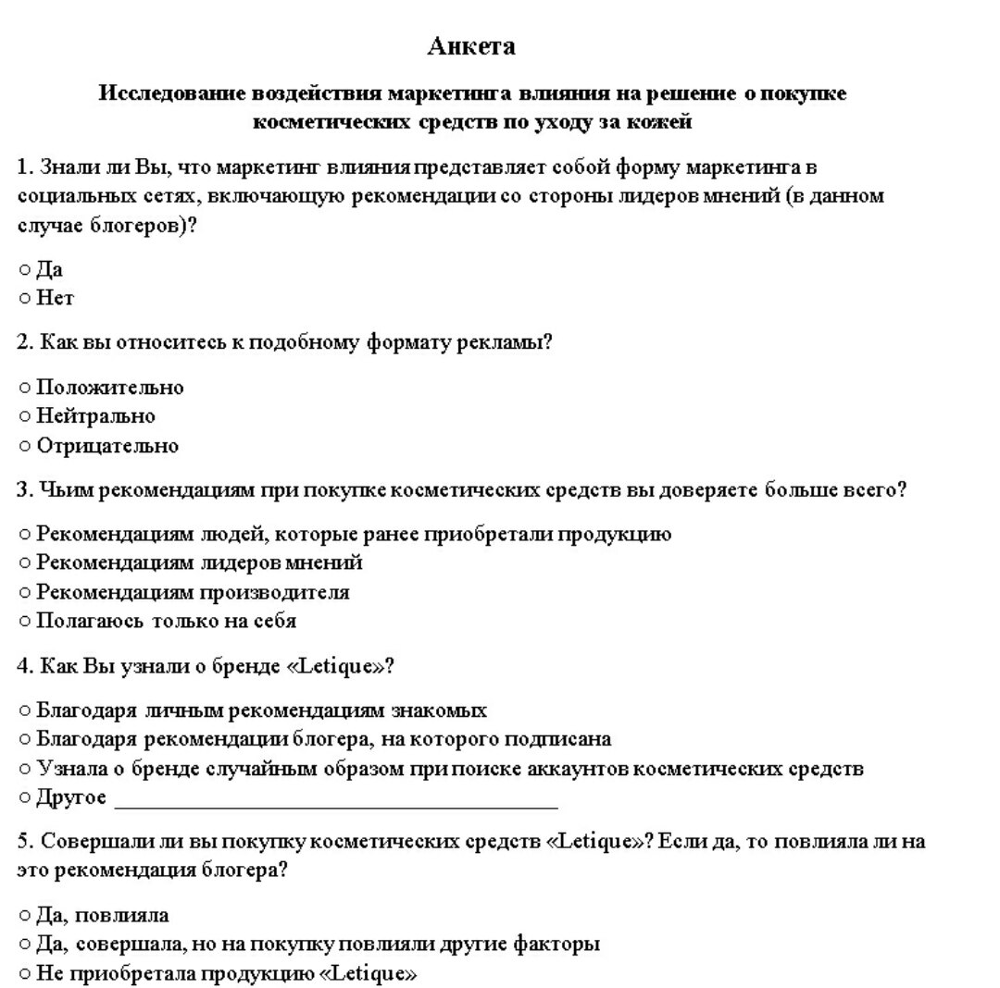 Анкета
Исследование воздействия маркетинга влияния на решение о покупке
косметических средств по уходу за кожей
1. Знали ли Вы, что маркетинг влияния представляет собой форму маркетинга в
социальных сетях, включающую рекомендации со стороны лидеров мнений (в данном
случае блогеров)?
○ Да
○ Нет
2. Как вы относитесь к подобному формату рекламы?
○ Положительно
○ Нейтрально
○ Отрицательно
3. Чьим рекомендациям при покупке косметических средств вы доверяете больше всего?
○ Рекомендациям людей, которые ранее приобретали продукцию
○ Рекомендациям лидеров мнений
○ Рекомендациям производителя
○ Полагаюсь только на себя
4. Как Вы узнали о бренде «Letique»?
○ Благодаря личным рекомендациям знакомых
○ Благодаря рекомендации блогера, на которого подписана
○ Узнала о бренде случайным образом при поиске аккаунтов косметических средств
○ Другое ________________________________________
5. Совершали ли вы покупку косметических средств «Letique»? Если да, то повлияла ли на
это рекомендация блогера?
○ Да, повлияла
○ Да, совершала, но на покупку повлияли другие факторы
○ Не приобретала продукцию «Letique»